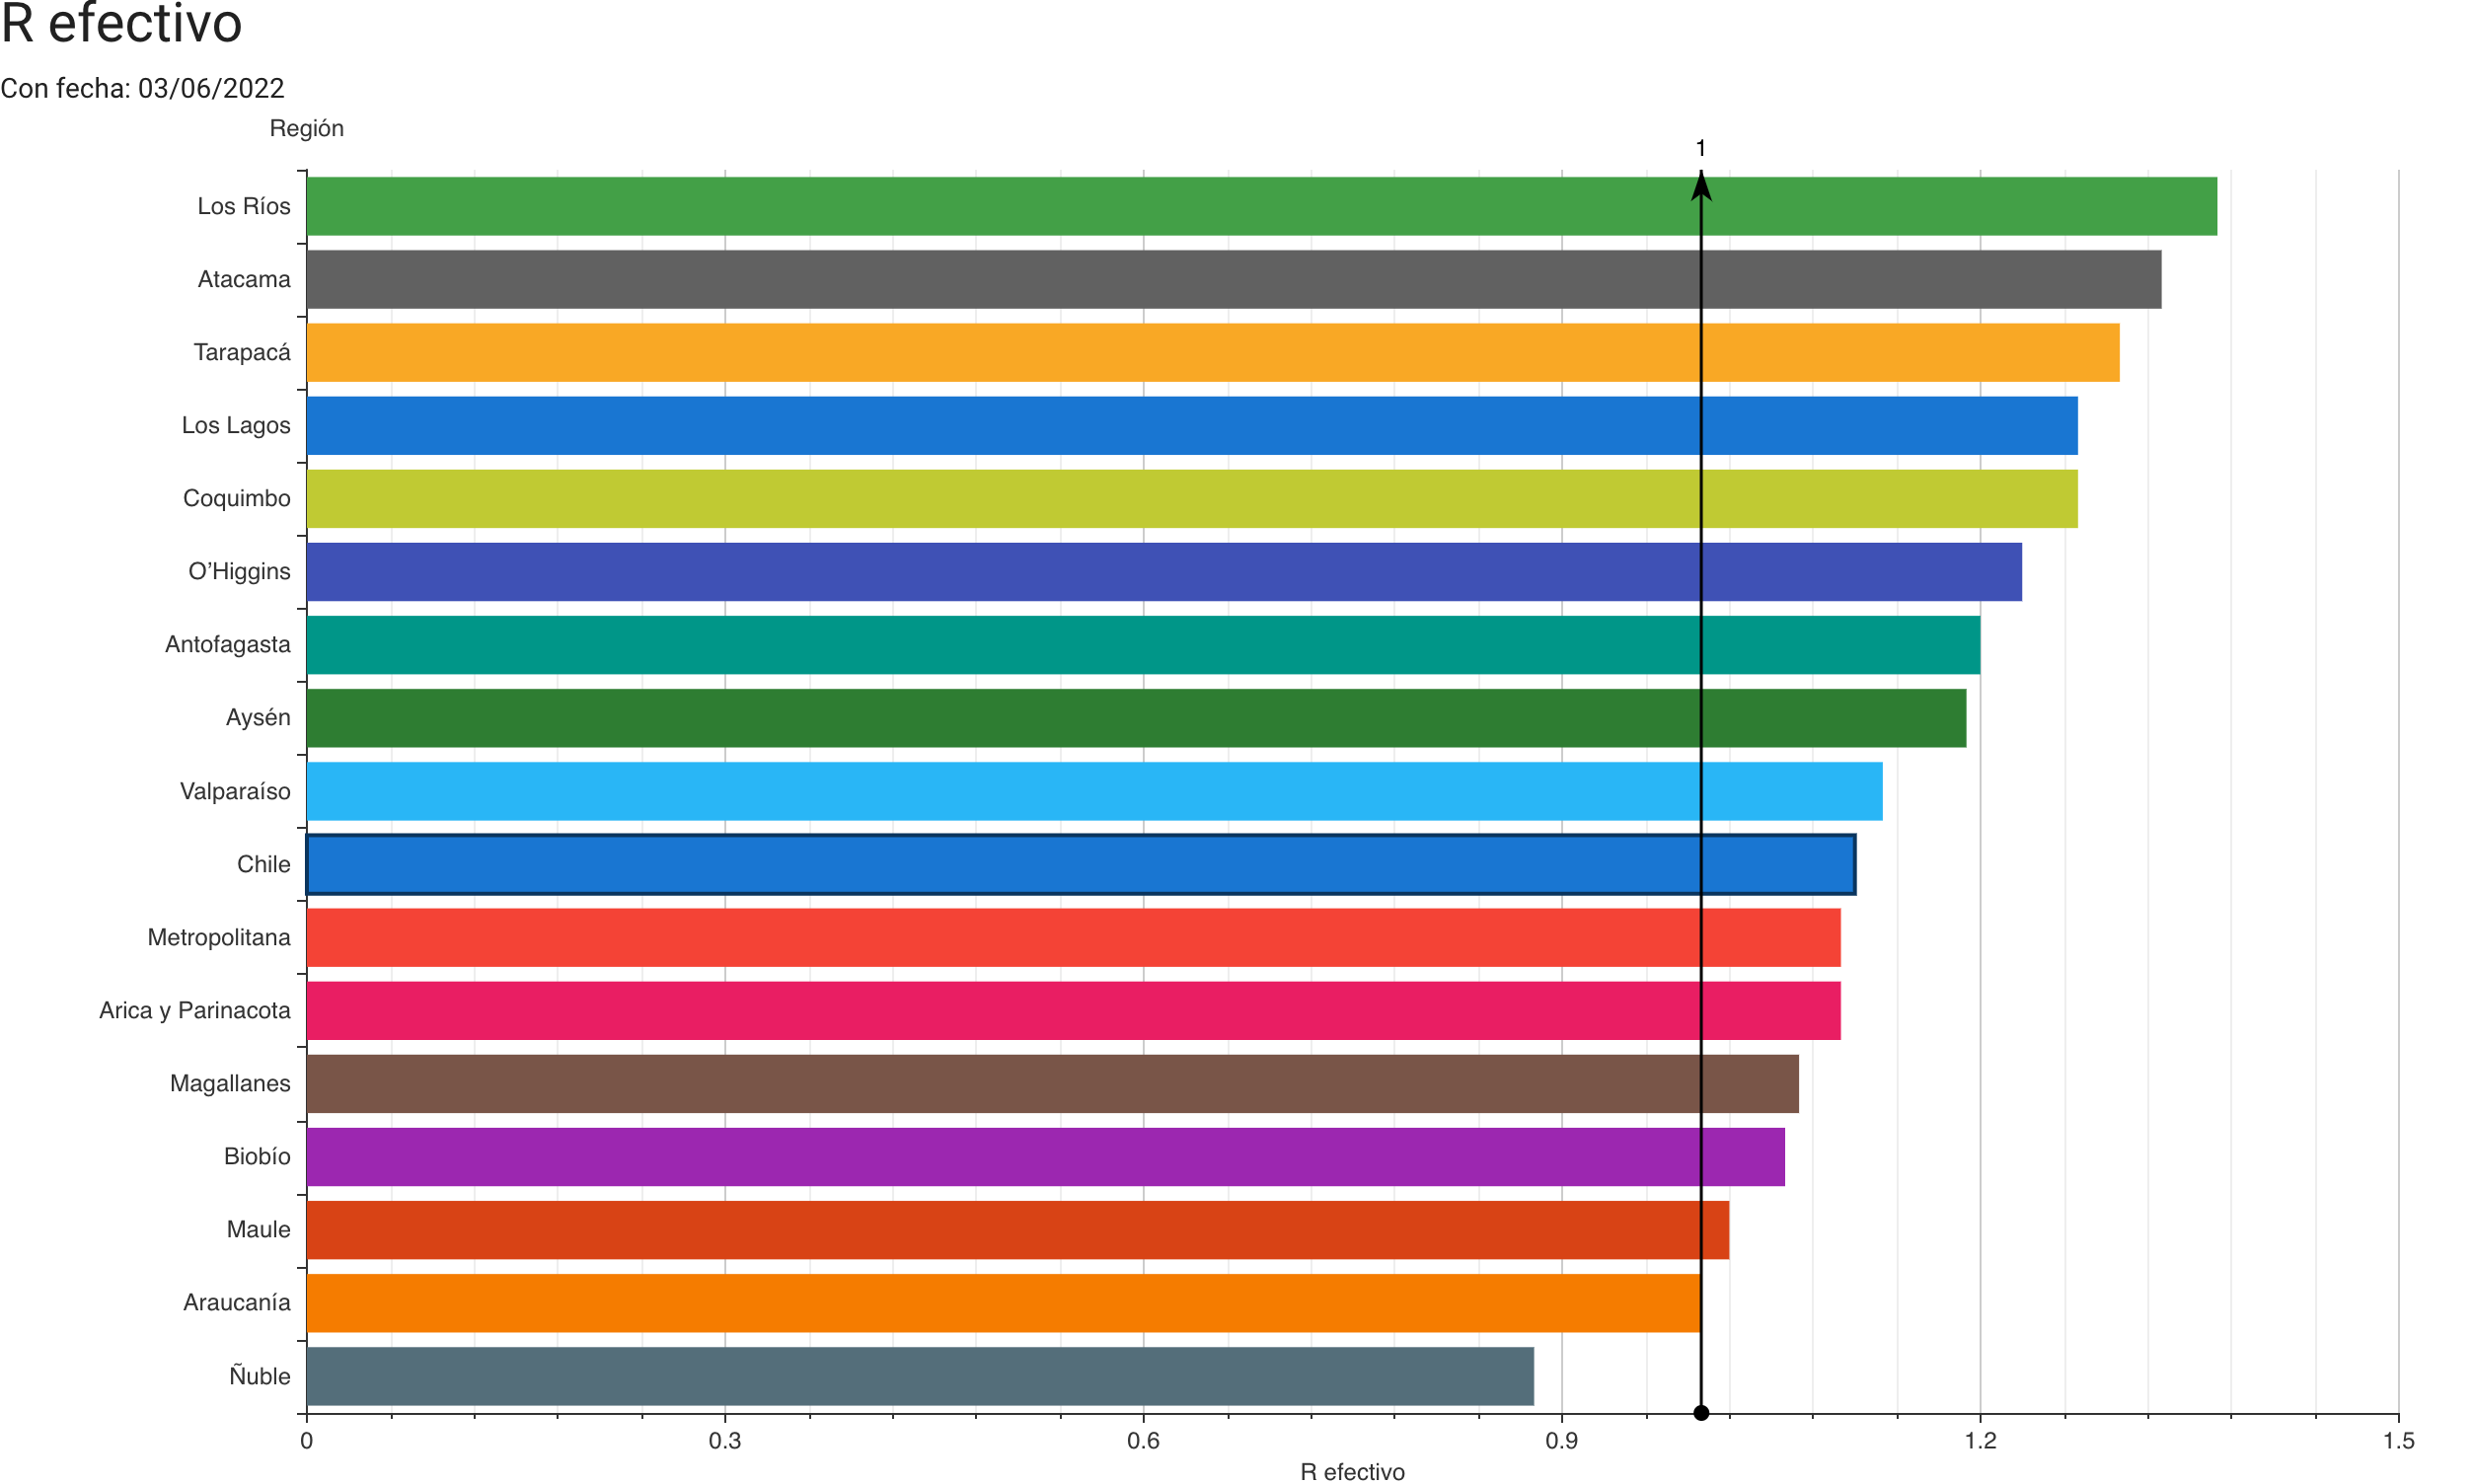 R efectivo
Con fecha: 03/06/2022
Región
1
Los Ríos
Atacama
Tarapacá
Los Lagos
Coquimbo
O’Higgins
Antofagasta
Aysén
Valparaíso
Chile
Metropolitana
Arica y Parinacota
Magallanes
Biobío
Maule
Araucanía
Ñuble
0 0.3 0.6 0.9 1.2 1.5
R efectivo